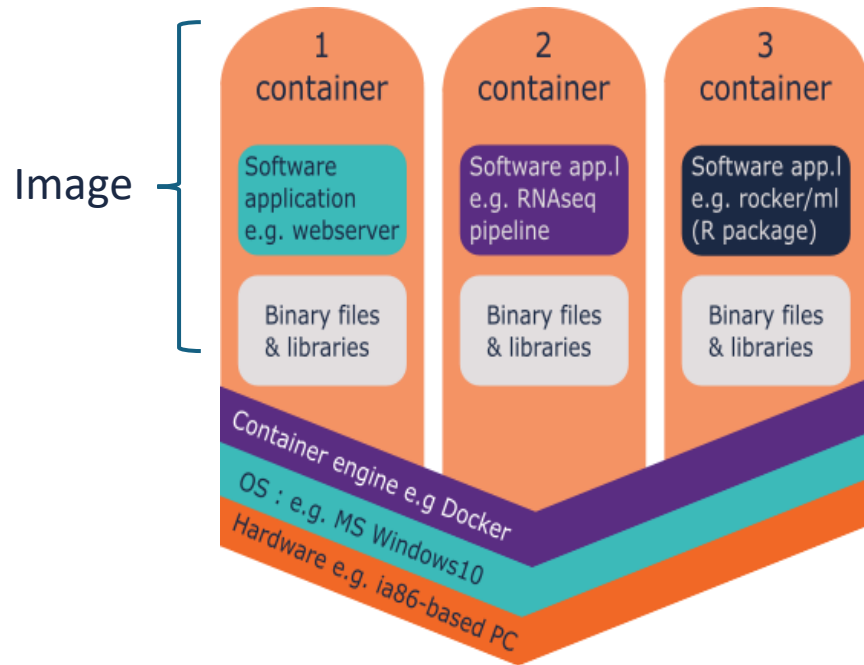 Image
1
container
Software
application
e.g. webserver
Binary files
& libraries
2
container
Software app.l
e.g. RNAseq
pipeline
Binary files
& libraries
3
container
Software app.l
e.g. rocker/ml
(R package)
Binary files
& libraries
Container engine e.g Docker
OS : e.g. MS Windows10
Hardware e.g. ia86-based PC